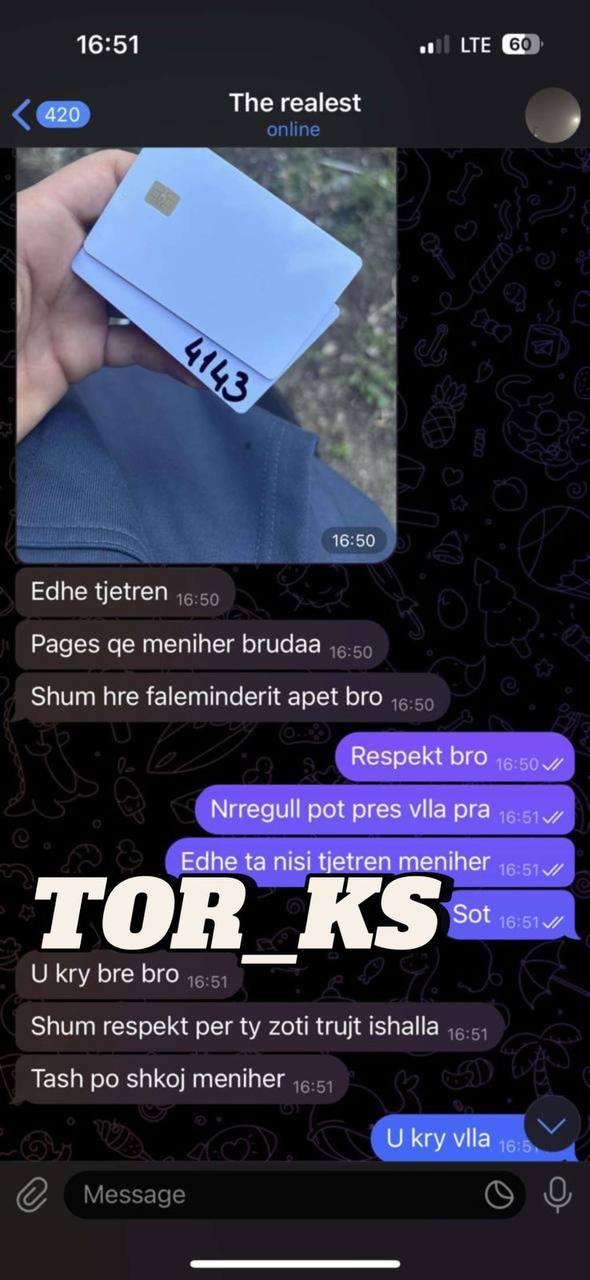 16:51
LTE
60
420
The realest
online
4143
16:50
Edhe tjetren 16:50
Pages qe meniher brudaa 16:50
Shum hre faleminderit apet bro 16:50
Respekt bro 16:50
Nrregull pot pres vlla pra 16:51
Edhe ta nisi tjetren meniher 16:51
TOR_KS
Sot 16:51
U kry bre bro 16:51
Shum respekt per ty zoti trujt ishalla 16:51
Tash po shkoj meniher 16:51
U kry vlla
Message